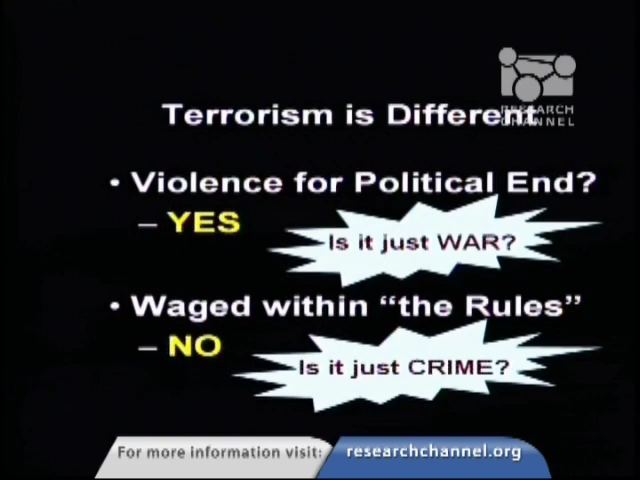 RESEARCH
CHANNEL
Terrorism is Different
• Violence for Political End?
– YES
Is it just WAR?
• Waged within “the Rules”
– NO
Is it just CRIME?
For more information visit: researchchannel.org